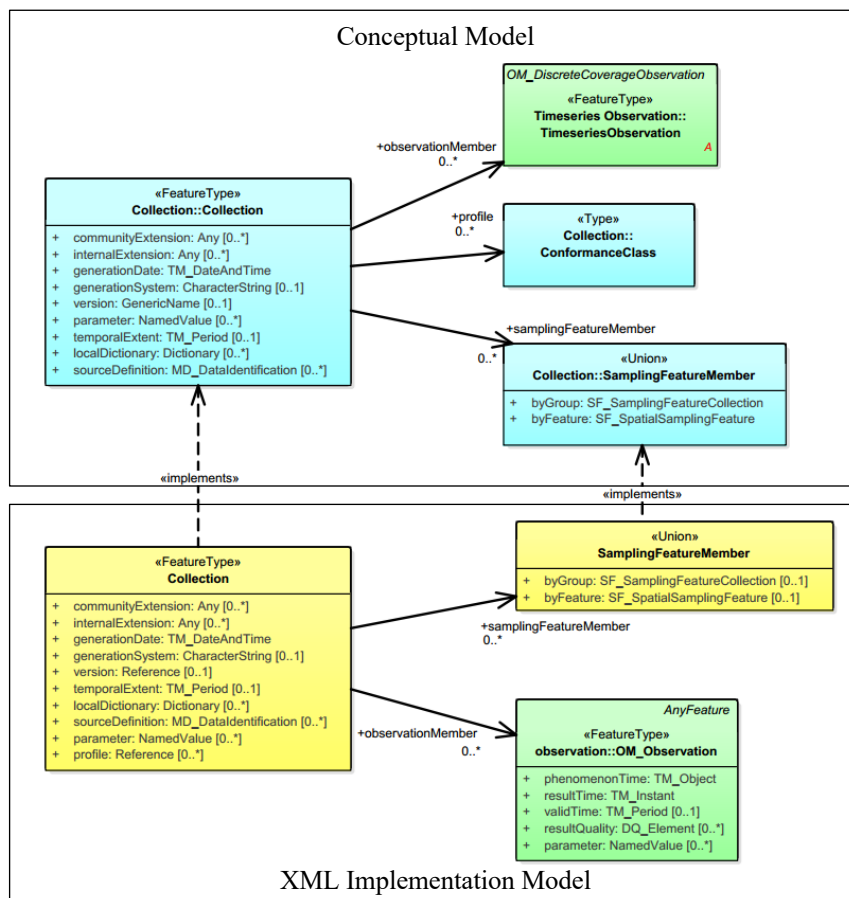 Conceptual Model
OM_DiscreteCoverageObservation
«FeatureType»
Timeseries Observation::
TimeseriesObservation
A
+observationMember
0..*
«FeatureType»
Collection::Collection
+ communityExtension: Any [0..*]
+ internalExtension: Any [0..*]
+ generationDate: TM_DateAndTime
+ generationSystem: CharacterString [0..1]
+ version: GenericName [0..1]
+ parameter: NamedValue [0..*]
+ temporalExtent: TM_Period [0..1]
+ localDictionary: Dictionary [0..*]
+ sourceDefinition: MD_DataIdentification [0..*]
+profile
0..*
«Type»
Collection::
ConformanceClass
+samplingFeatureMember
0..*
«Union»
Collection::SamplingFeatureMember
+ byGroup: SF_SamplingFeatureCollection
+ byFeature: SF_SpatialSamplingFeature
«implements»
«implements»
«FeatureType»
Collection
+ communityExtension: Any [0..*]
+ internalExtension: Any [0..*]
+ generationDate: TM_DateAndTime
+ generationSystem: CharacterString [0..1]
+ version: Reference [0..1]
+ temporalExtent: TM_Period [0..1]
+ localDictionary: Dictionary [0..*]
+ sourceDefinition: MD_DataIdentification [0..*]
+ parameter: NamedValue [0..*]
+ profile: Reference [0..*]
«Union»
SamplingFeatureMember
+ byGroup: SF_SamplingFeatureCollection [0..1]
+ byFeature: SF_SpatialSamplingFeature [0..1]
+samplingFeatureMember
0..*
+observationMember
0..*
AnyFeature
«FeatureType»
observation::OM_Observation
+ phenomenonTime: TM_Object
+ resultTime: TM_Instant
+ validTime: TM_Period [0..1]
+ resultQuality: DQ_Element [0..*]
+ parameter: NamedValue [0..*]
XML Implementation Model